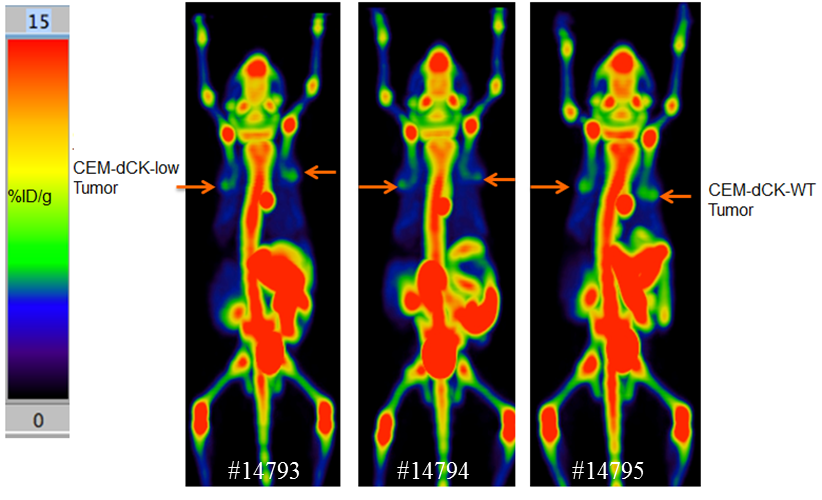 15
%ID/g
0
CEM-dCK-low
Tumor
CEM-dCK-WT
Tumor
#14793
#14794
#14795